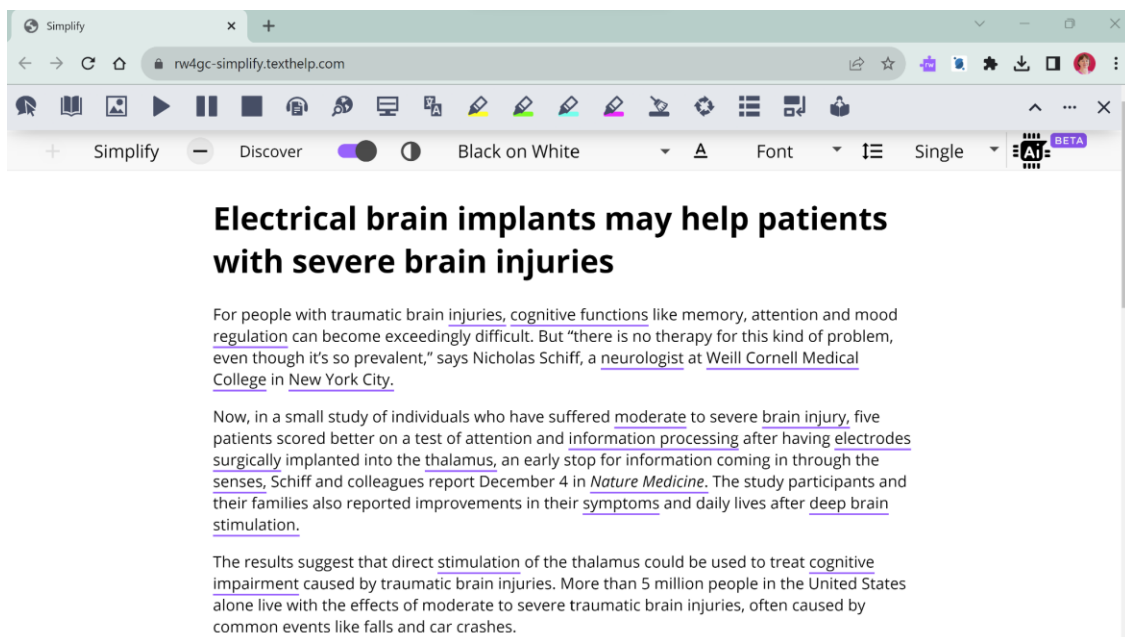 Simplify
rw4gc-simplify.texthelp.com
Simplify Discover Black on White A Font Single Ai BETA
Electrical brain implants may help patients
with severe brain injuries
For people with traumatic brain injuries, cognitive functions like memory, attention and mood
regulation can become exceedingly difficult. But “there is no therapy for this kind of problem,
even though it’s so prevalent,” says Nicholas Schiff, a neurologist at Weill Cornell Medical
College in New York City.
Now, in a small study of individuals who have suffered moderate to severe brain injury, five
patients scored better on a test of attention and information processing after having electrodes
surgically implanted into the thalamus, an early stop for information coming in through the
senses, Schiff and colleagues report December 4 in Nature Medicine. The study participants and
their families also reported improvements in their symptoms and daily lives after deep brain
stimulation.
The results suggest that direct stimulation of the thalamus could be used to treat cognitive
impairment caused by traumatic brain injuries. More than 5 million people in the United States
alone live with the effects of moderate to severe traumatic brain injuries, often caused by
common events like falls and car crashes.